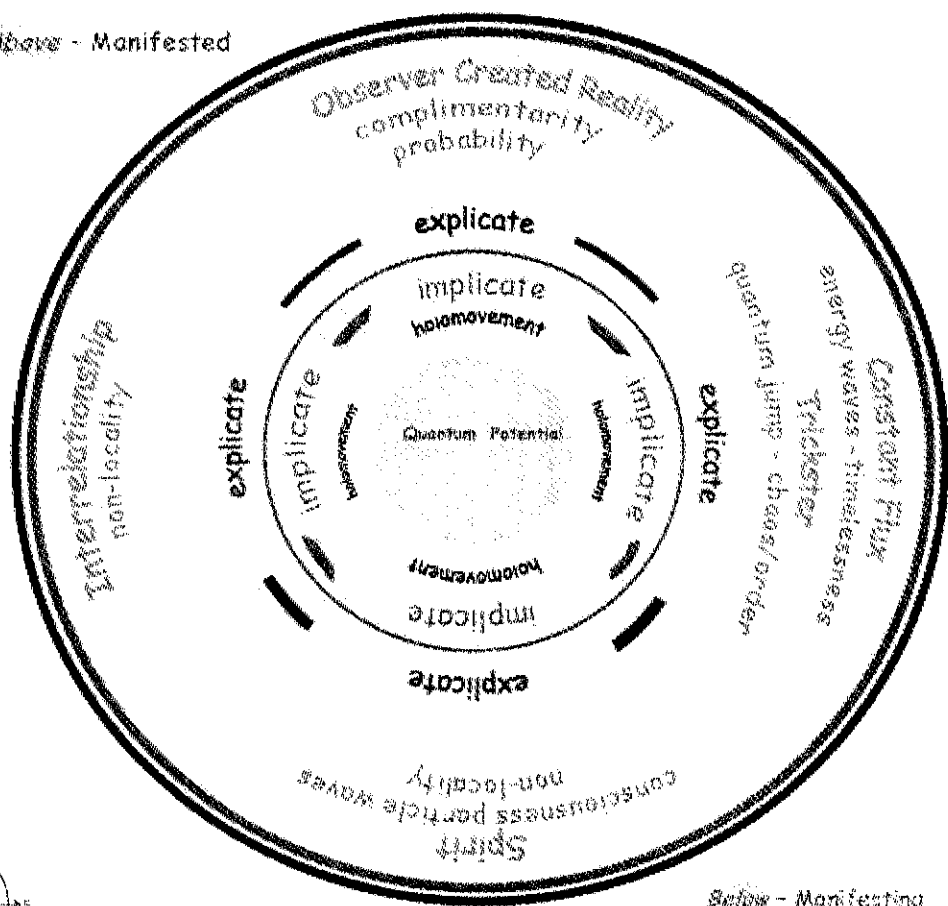 Above - Manifested
Observer Created Reality
complimentarity
probability
explicate
implicate
holomovement
Interrelationship
non-locality
explicate
implicate
holomovement
Quantum Potential
holomovement
implicate
explicate
quantum jump - chaos/order
Trickster
energy waves - timelessness
Constant Flux
holomovement
implicate
explicate
non-locality
consciousness particle waves
Spirit
Below - Manifesting